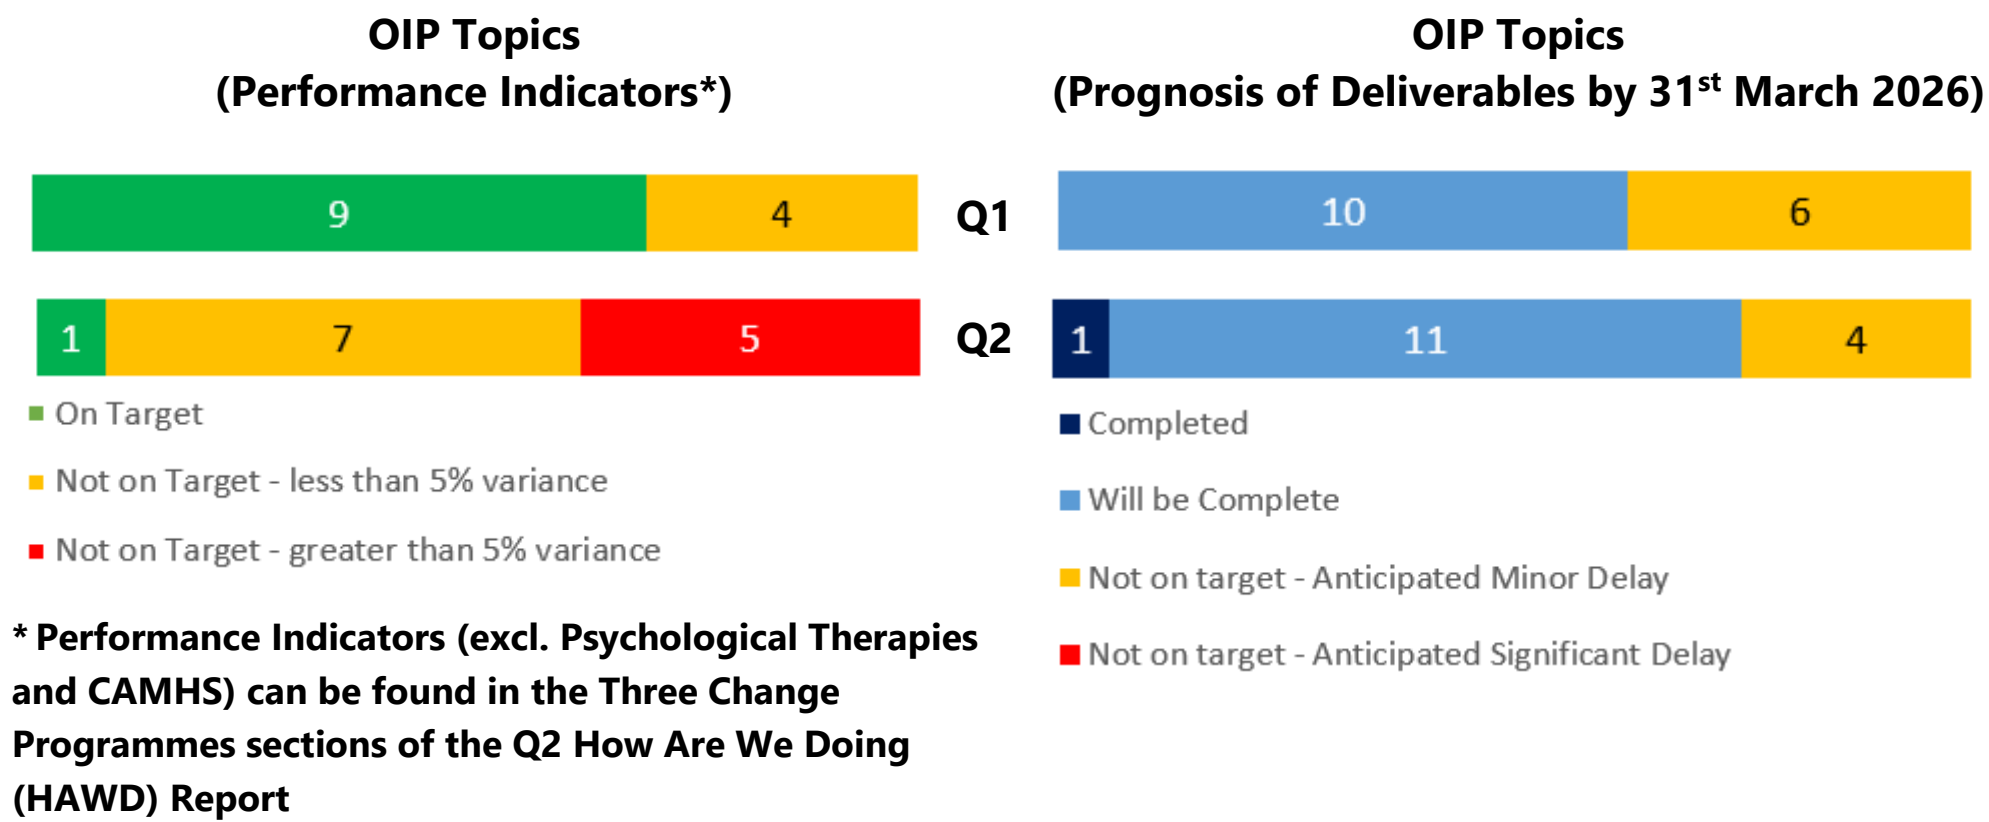 OIP Topics
(Performance Indicators*)
OIP Topics
(Prognosis of Deliverables by 31st March 2026)
9 4
Q1
10 6
1 7 5
Q2
1 11 4
On Target
Not on Target - less than 5% variance
Not on Target - greater than 5% variance
* Performance Indicators (excl. Psychological Therapies
and CAMHS) can be found in the Three Change
Programmes sections of the Q2 How Are We Doing
(HAWD) Report
Completed
Will be Complete
Not on target - Anticipated Minor Delay
Not on target - Anticipated Significant Delay